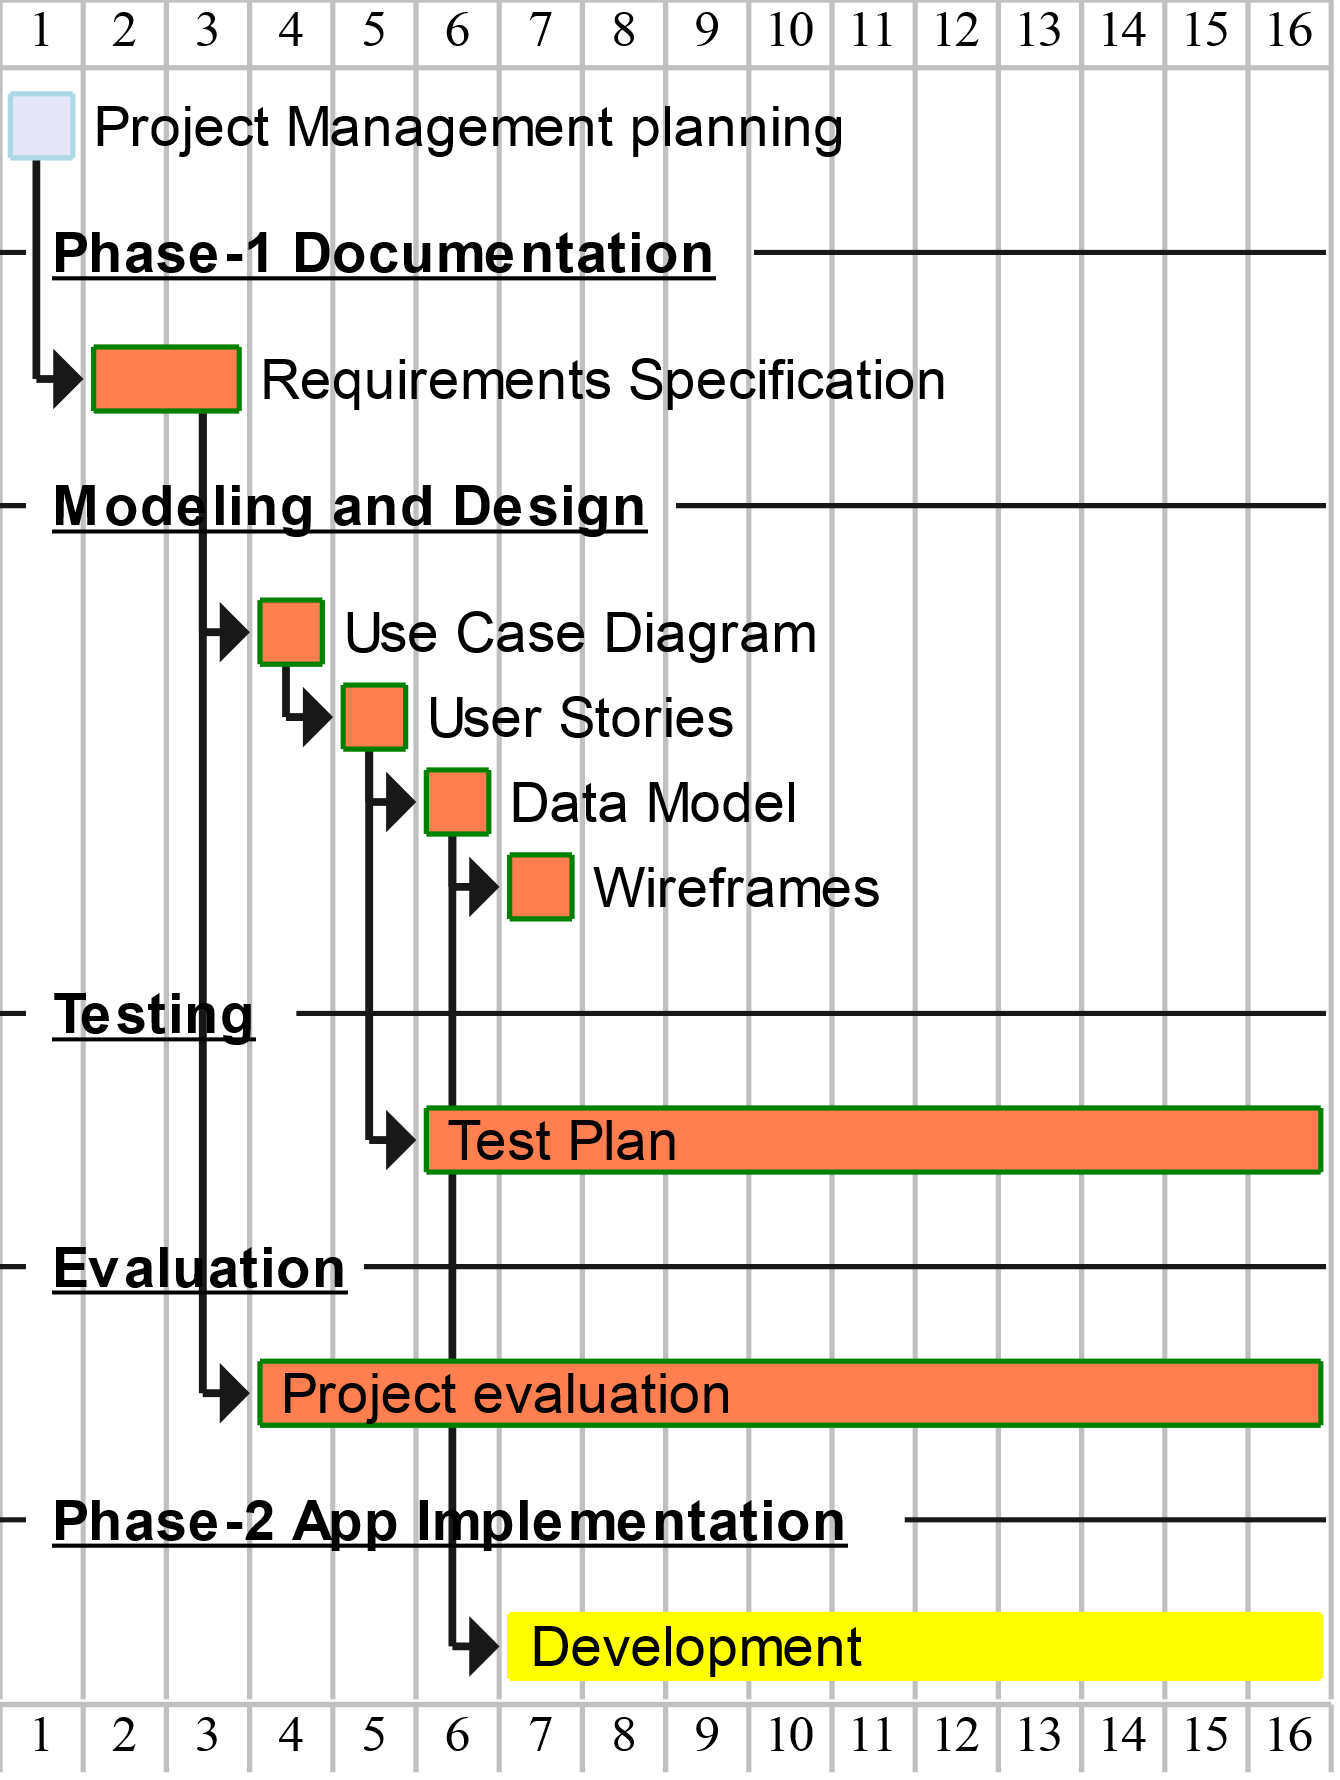 1 2 3 4 5 6 7 8 9 10 11 12 13 14 15 16
Project Management planning
Phase-1 Documentation
Requirements Specification
Modeling and Design
Use Case Diagram
User Stories
Data Model
Wireframes
Testing
Test Plan
Evaluation
Project evaluation
Phase-2 App Implementation
Development
1 2 3 4 5 6 7 8 9 10 11 12 13 14 15 16